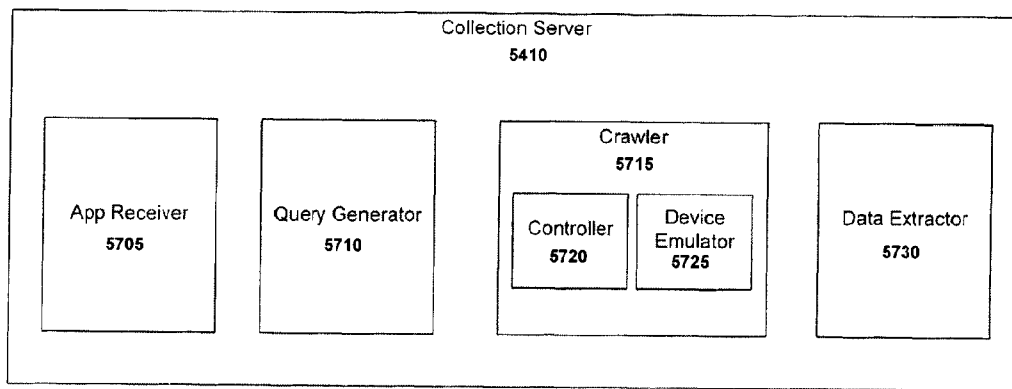 Collection Server
5410
App Receiver
5705
Query Generator
5710
Crawler
5715
Controller
5720
Device
Emulator
5725
Data Extractor
5730